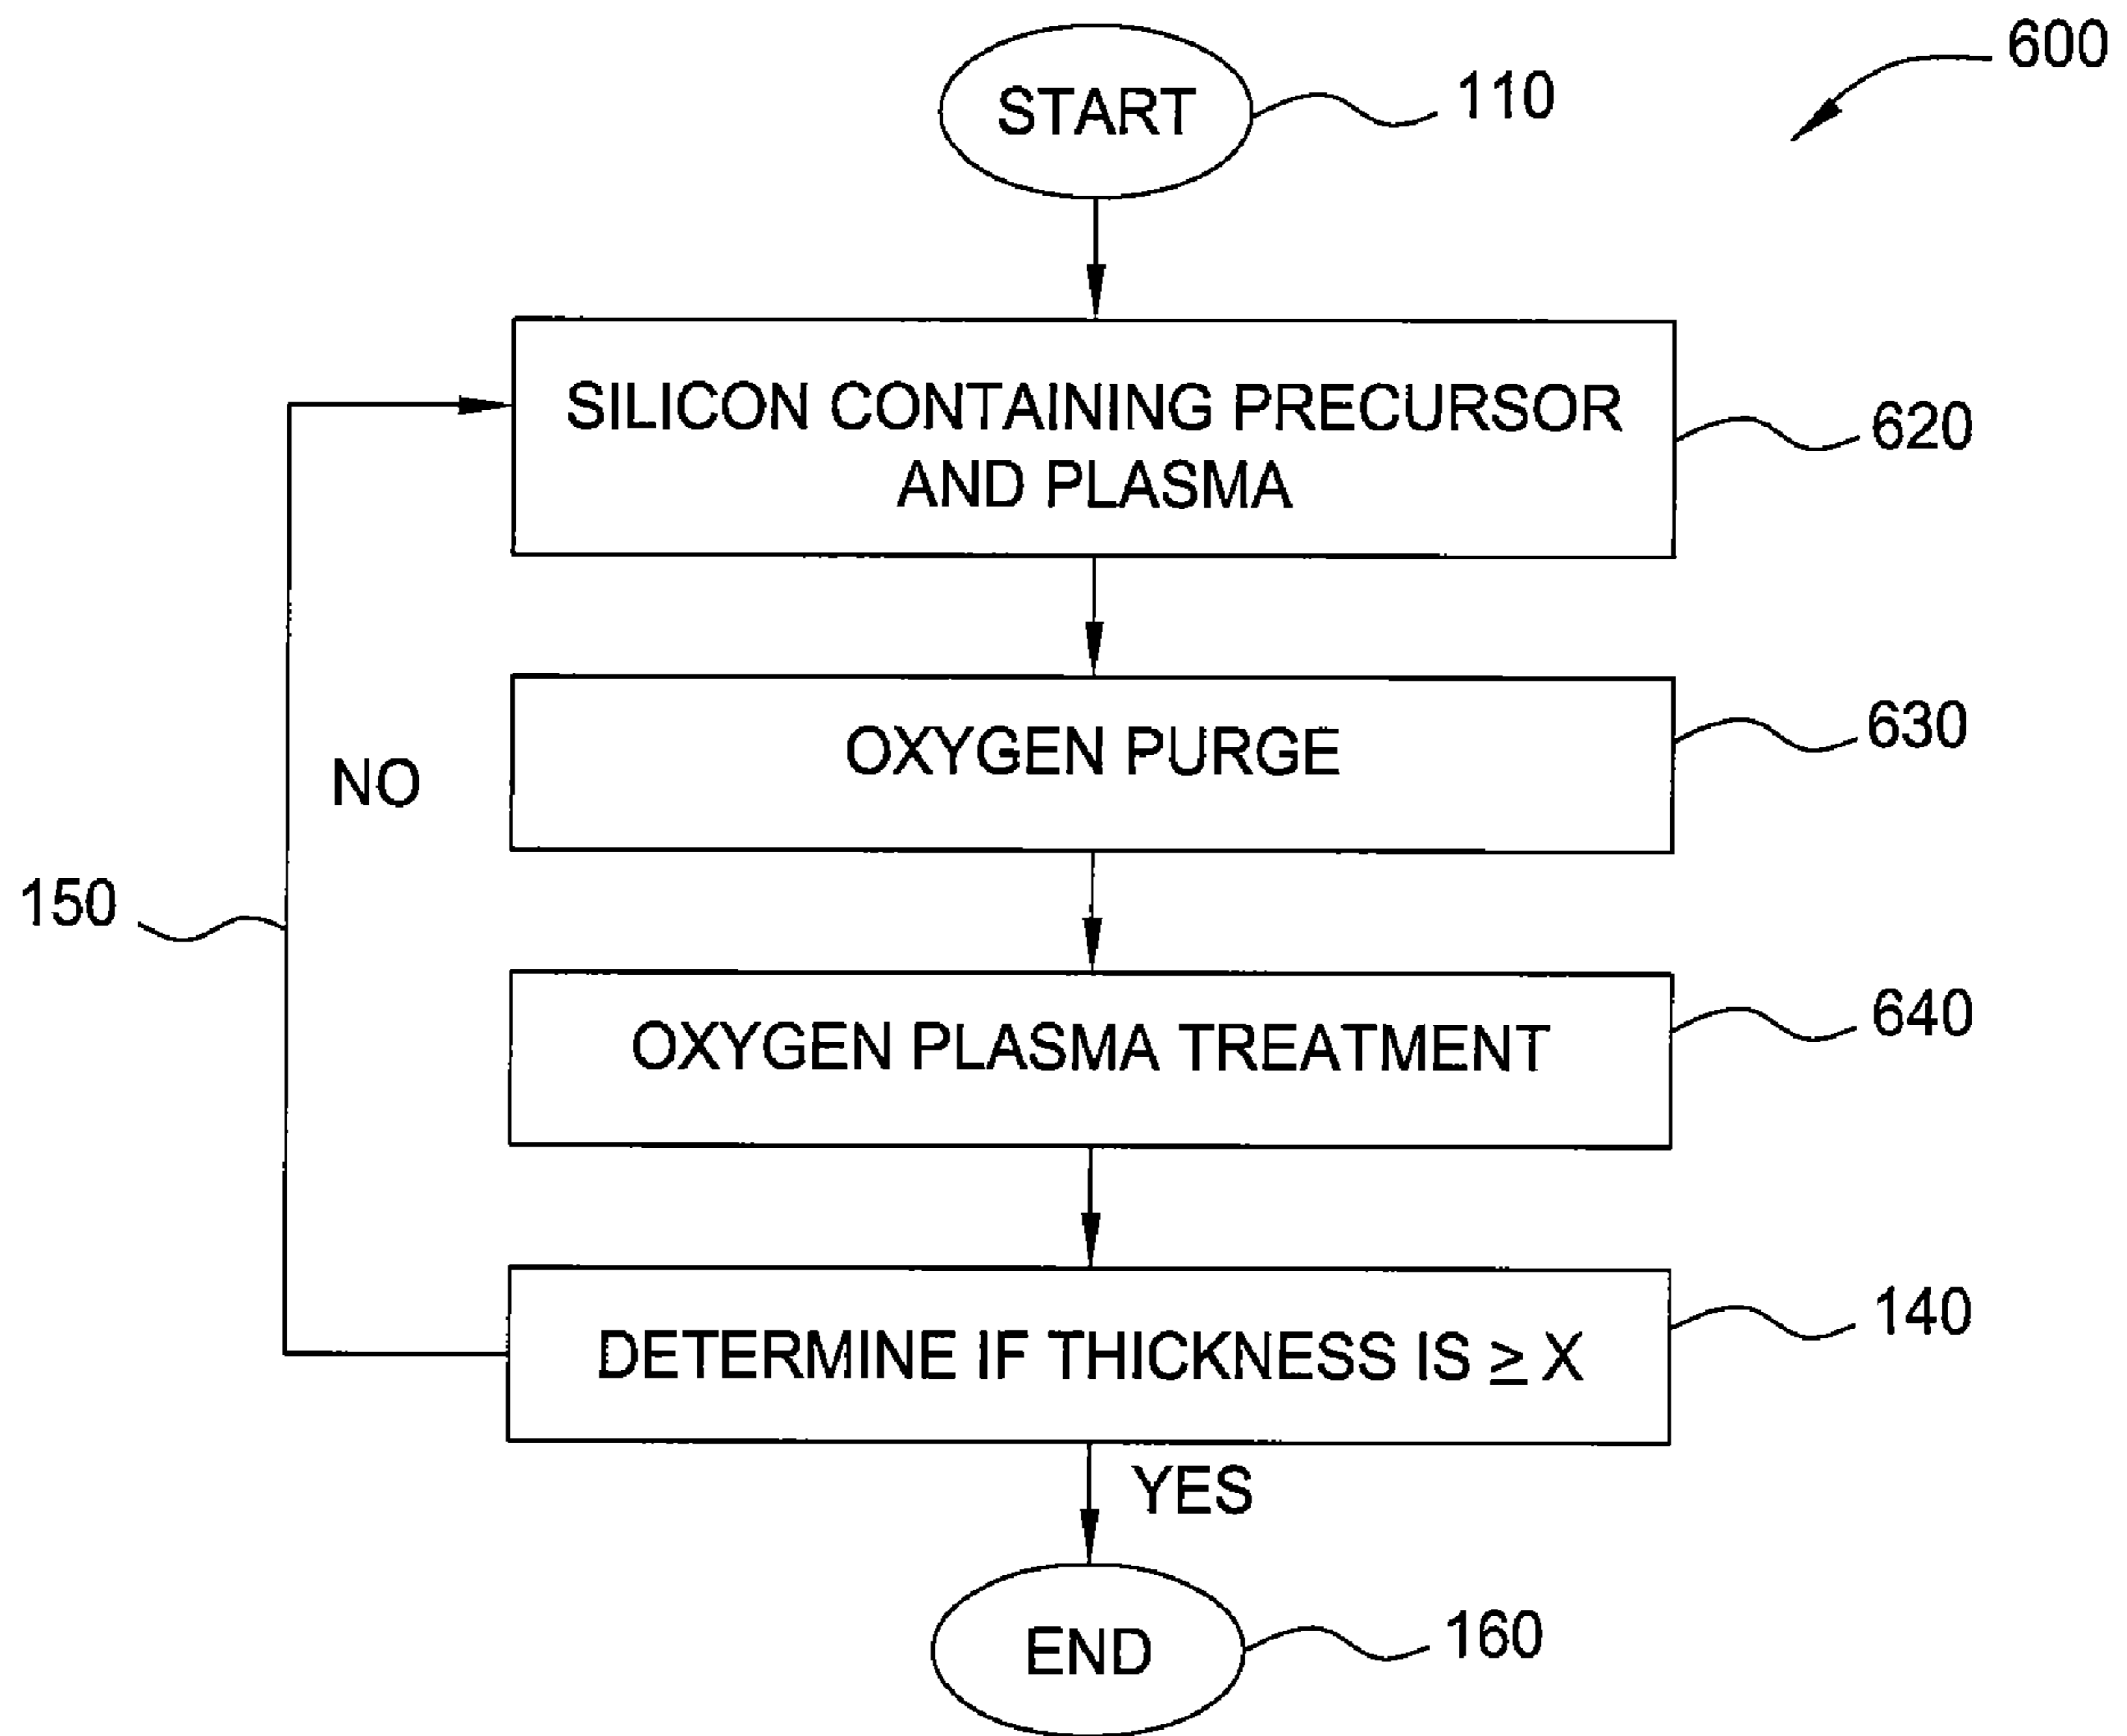 600
START
110
SILICON CONTAINING PRECURSOR
AND PLASMA
620
OXYGEN PURGE
630
NO
150
OXYGEN PLASMA TREATMENT
640
DETERMINE IF THICKNESS IS ≥ X
140
YES
END
160